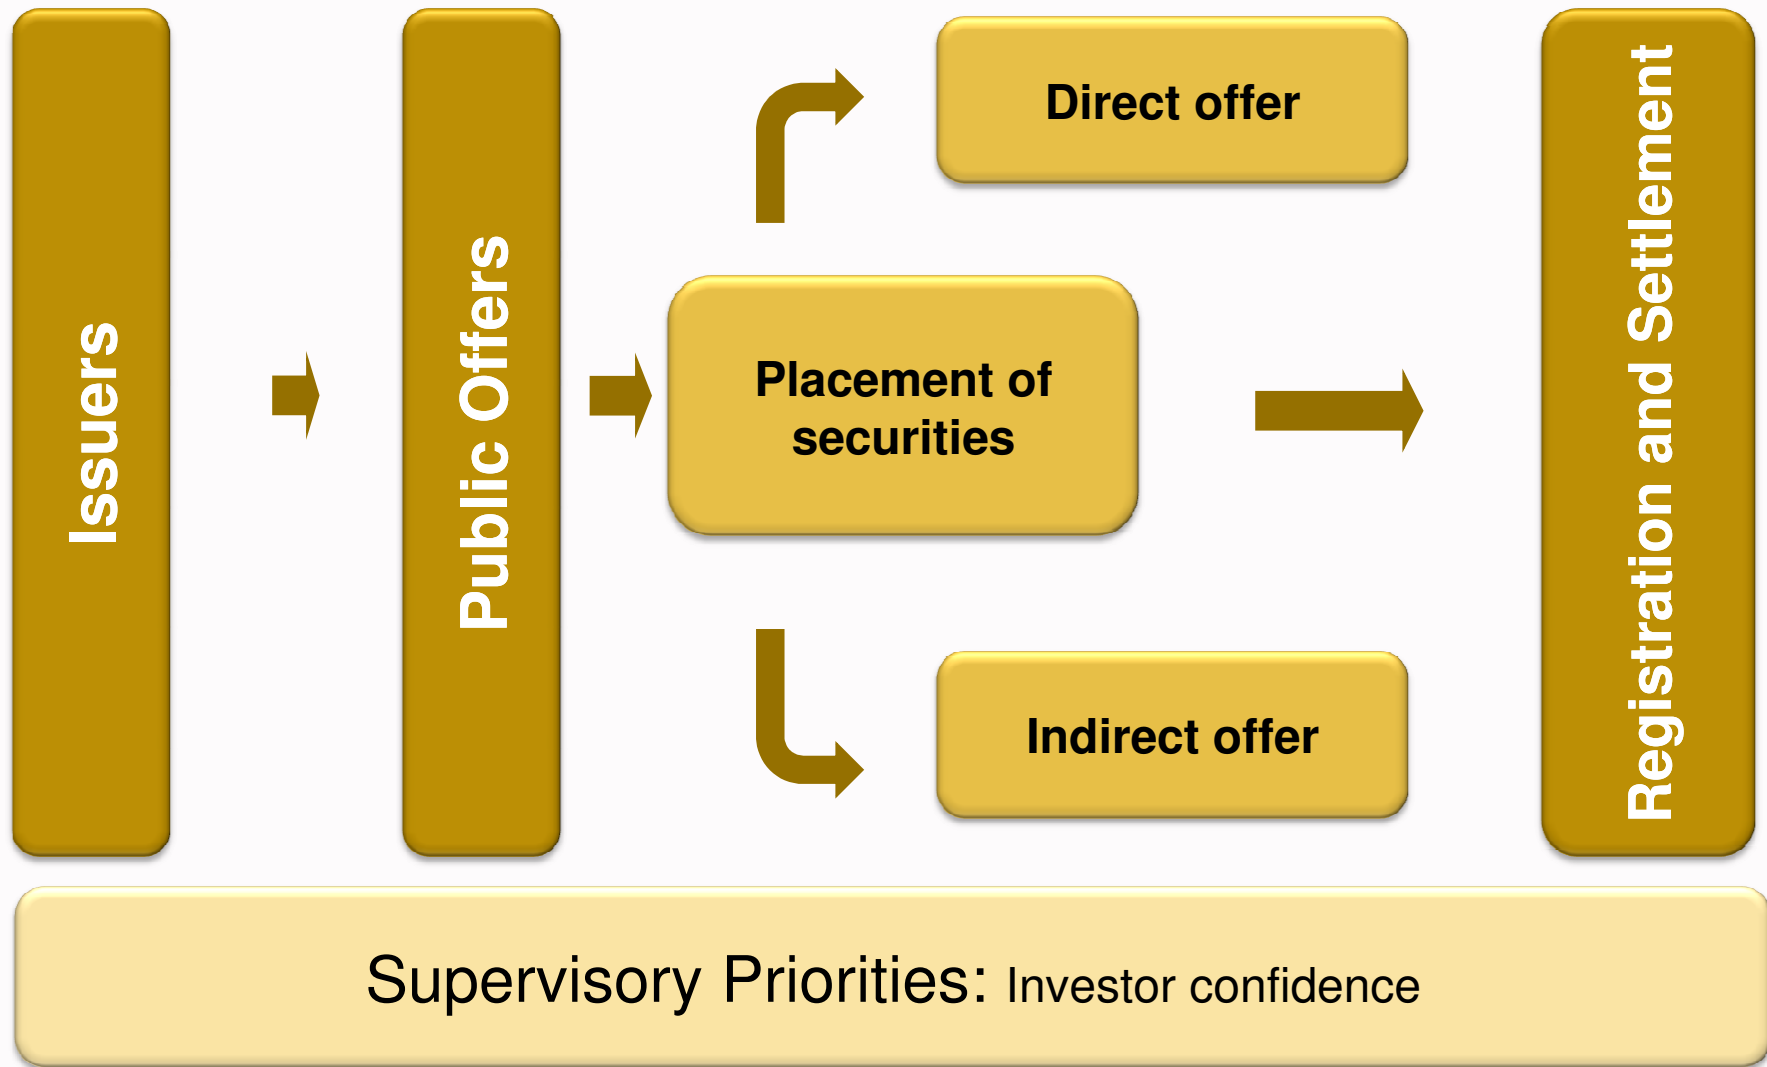 Issuers
Public Offers
Direct offer
Placement of
securities
Indirect offer
Registration and Settlement
Supervisory Priorities: Investor confidence